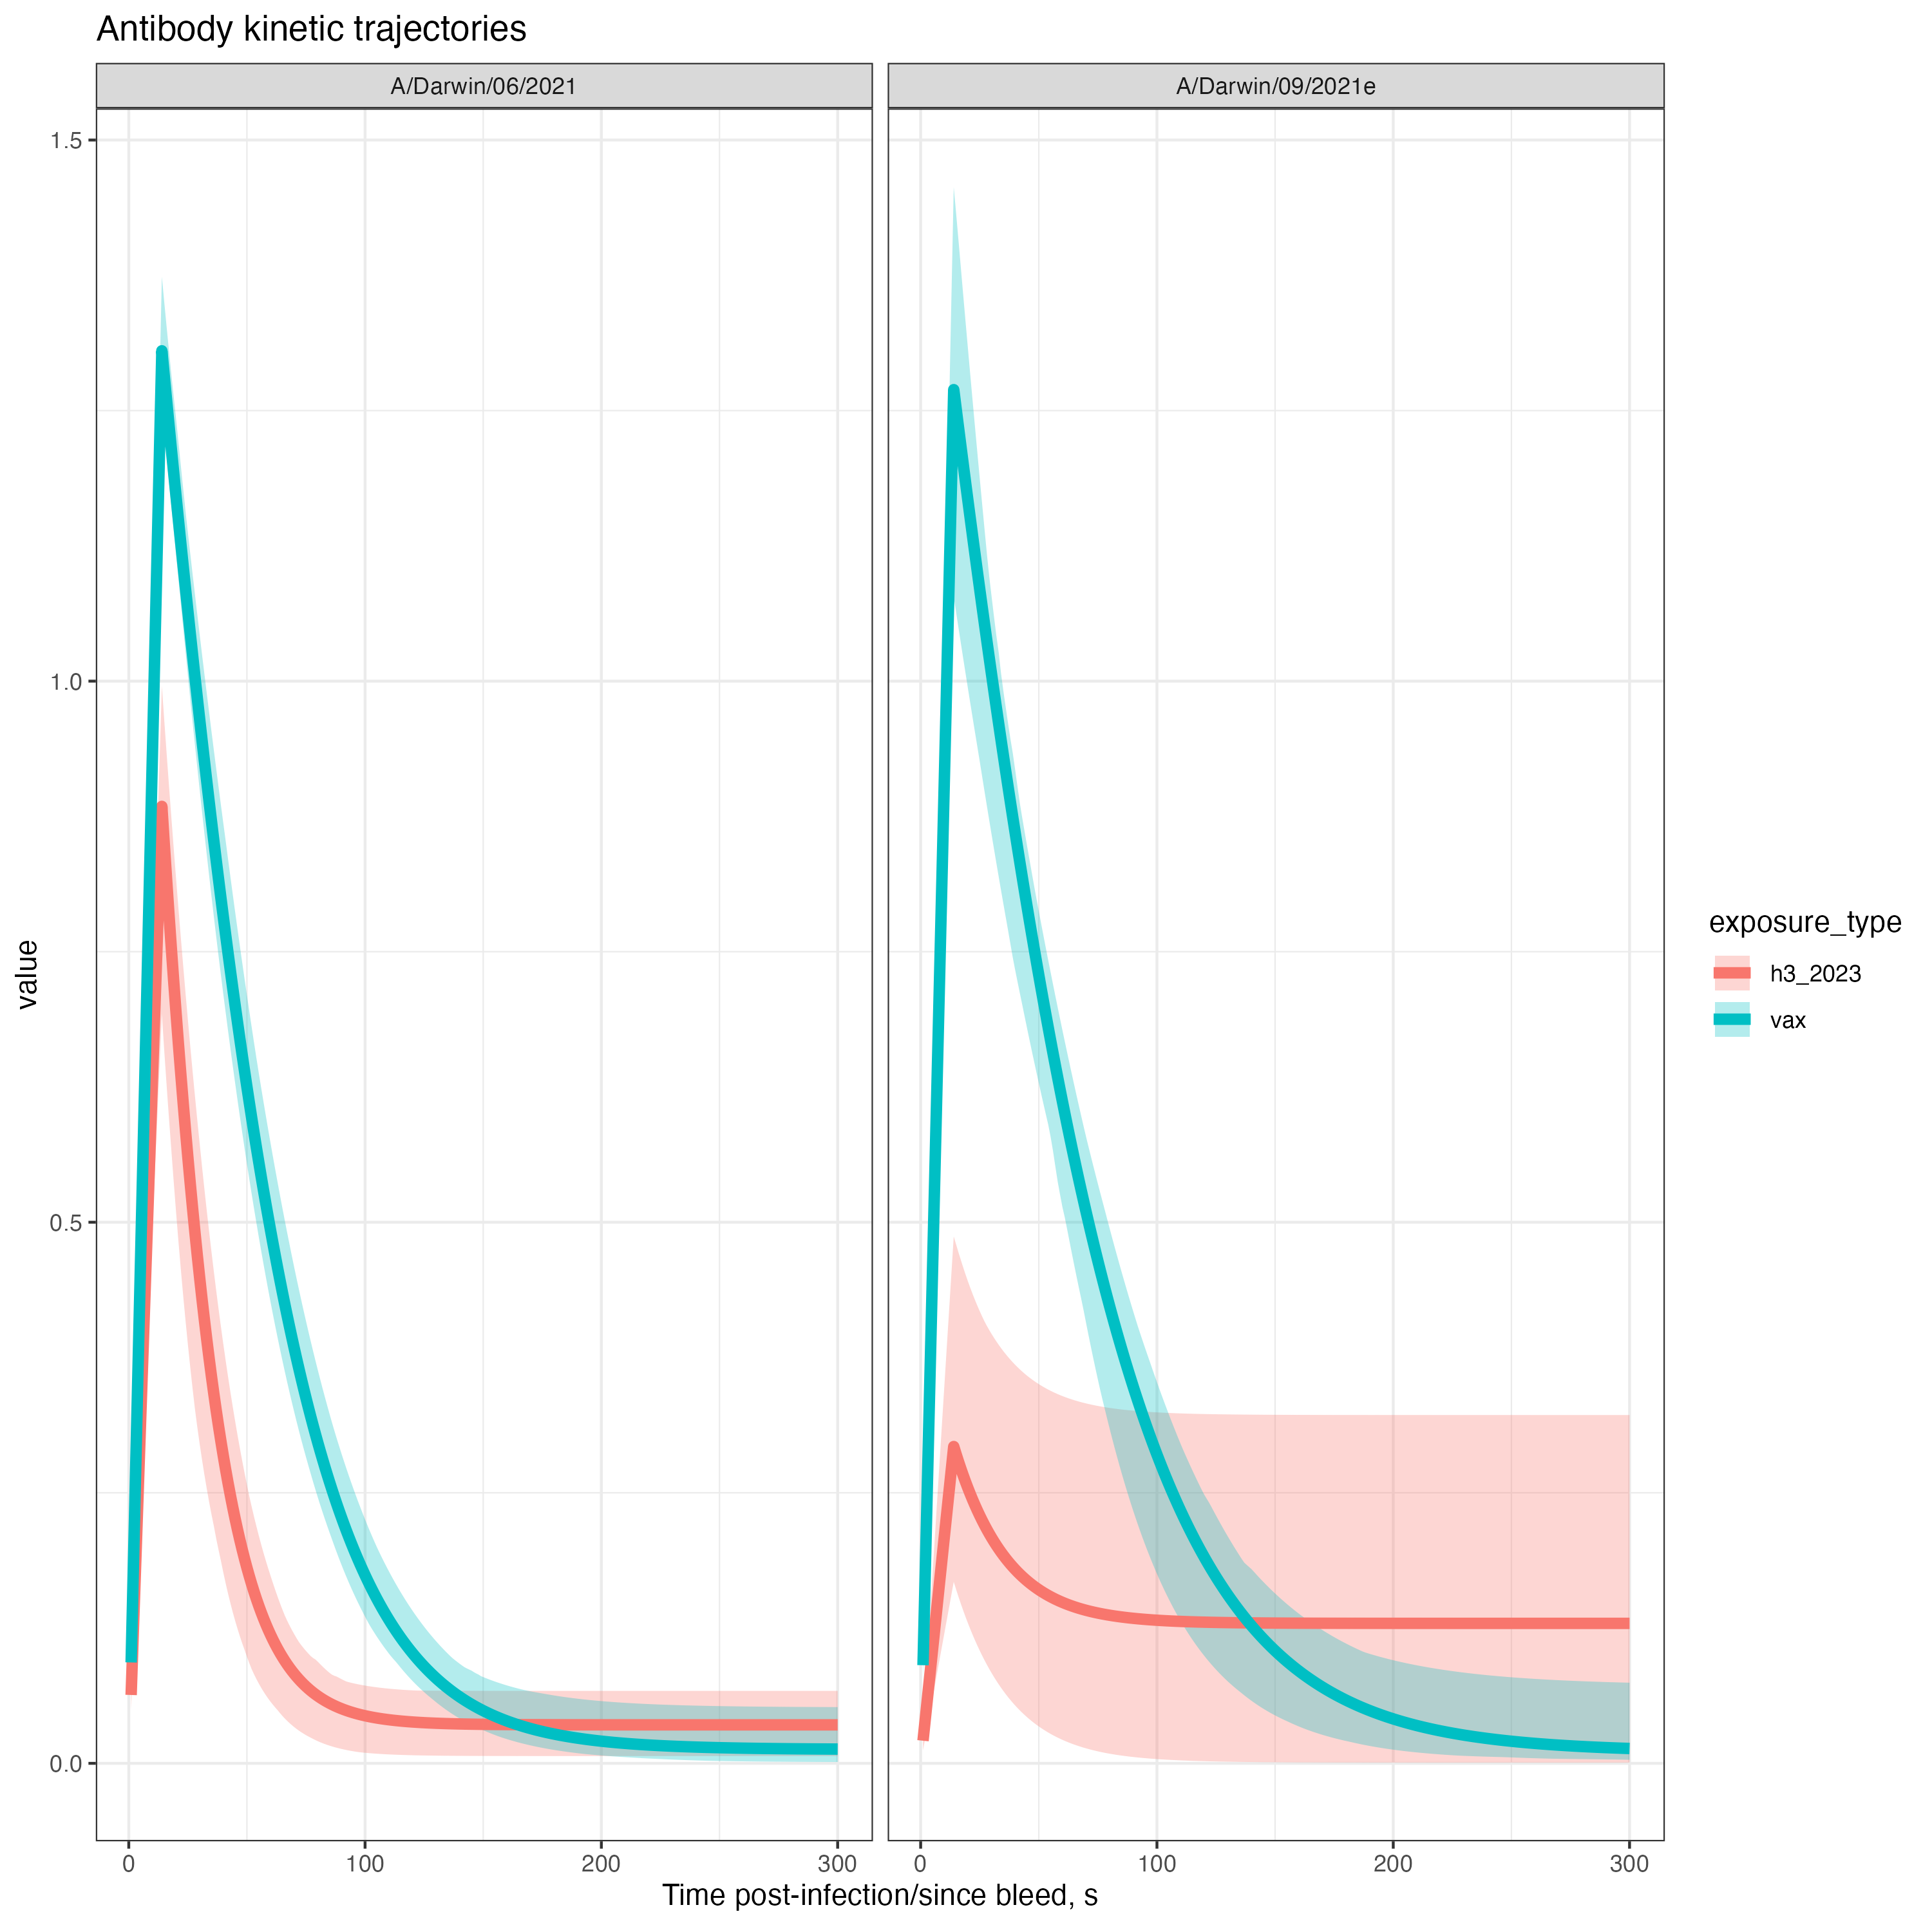 Antibody kinetic trajectories
A/Darwin/06/2021
A/Darwin/09/2021e
1.5
1.0
0.5
0.0
value
0
100
200
300
0
100
200
300
Time post-infection/since bleed, s
exposure_type
h3_2023
vax